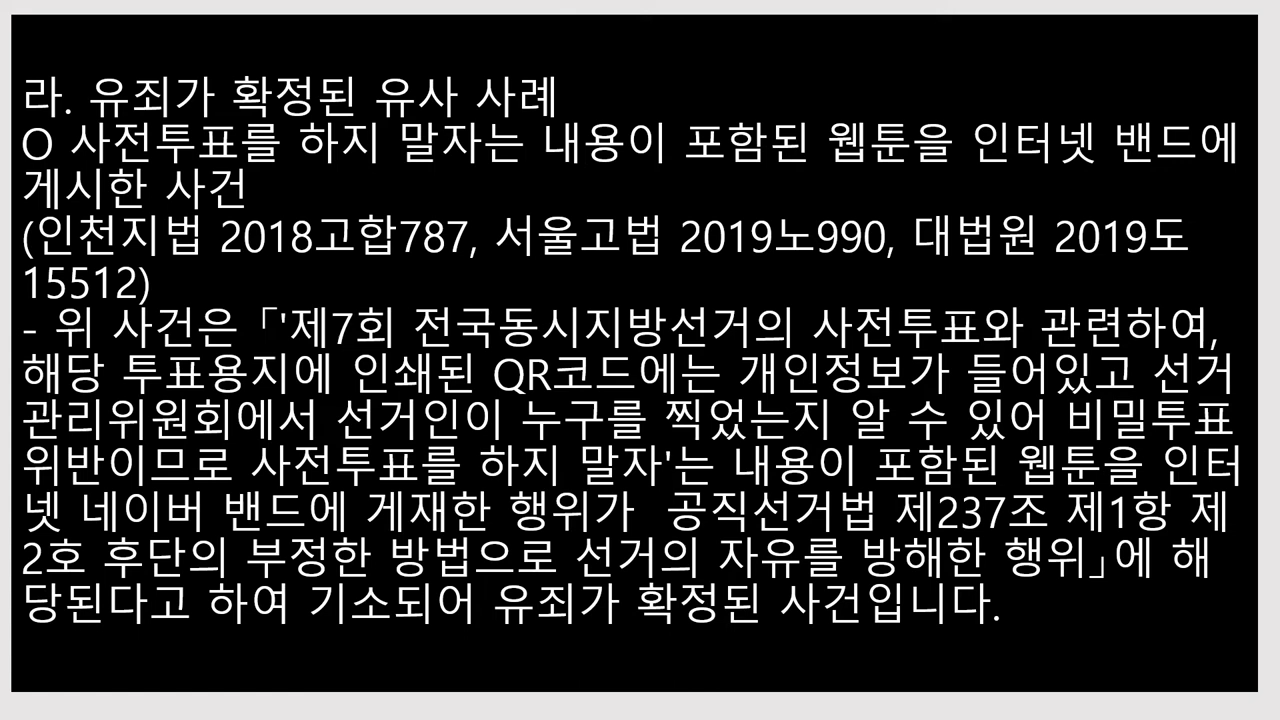 라. 유죄가 확정된 유사 사례
O 사전투표를 하지 말자는 내용이 포함된 웹툰을 인터넷 밴드에
게시한 사건
(인천지법 2018고합787, 서울고법 2019노990, 대법원 2019도
15512)
- 위 사건은 「'제7회 전국동시지방선거의 사전투표와 관련하여,
해당 투표용지에 인쇄된 QR코드에는 개인정보가 들어있고 선거
관리위원회에서 선거인이 누구를 찍었는지 알 수 있어 비밀투표
위반이므로 사전투표를 하지 말자'는 내용이 포함된 웹툰을 인터
넷 네이버 밴드에 게재한 행위가  공직선거법 제237조 제1항 제
2호 후단의 부정한 방법으로 선거의 자유를 방해한 행위」에 해
당된다고 하여 기소되어 유죄가 확정된 사건입니다.